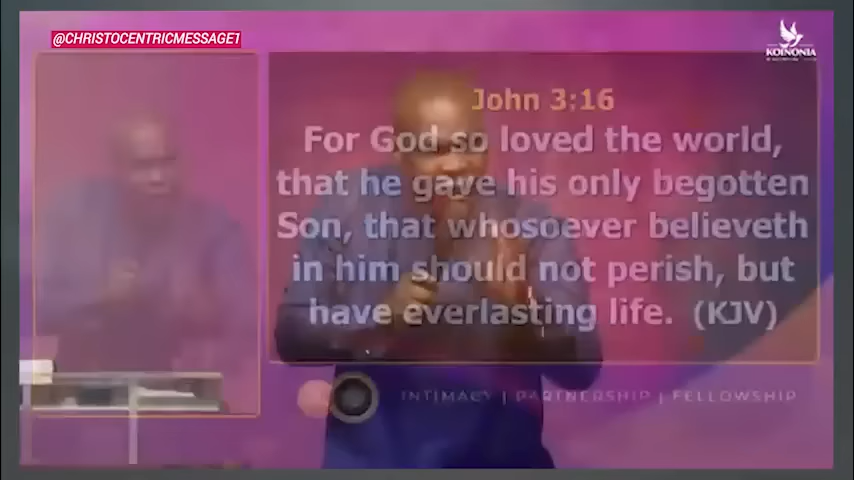 @CHRISTOCENTRICMESSAGE1
KOINONIA
John 3:16
For God so loved the world,
that he gave his only begotten
Son, that whosoever believeth
in him should not perish, but
have everlasting life. (KJV)
INTIMACY | PARTNERSHIP | FELLOWSHIP